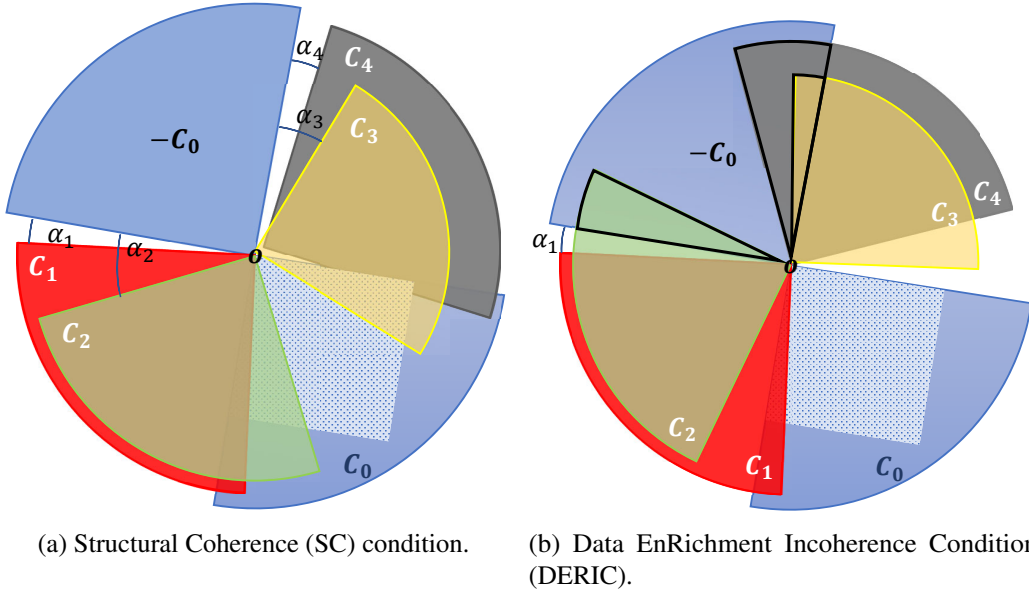 α₄
C₄
α₃
C₃
−C₀
α₁
α₂
o
C₁
C₂
C₀
−C₀
C₄
C₃
α₁
o
C₂
C₁
C₀
(a) Structural Coherence (SC) condition.
(b) Data EnRichment Incoherence Condition
(DERIC).